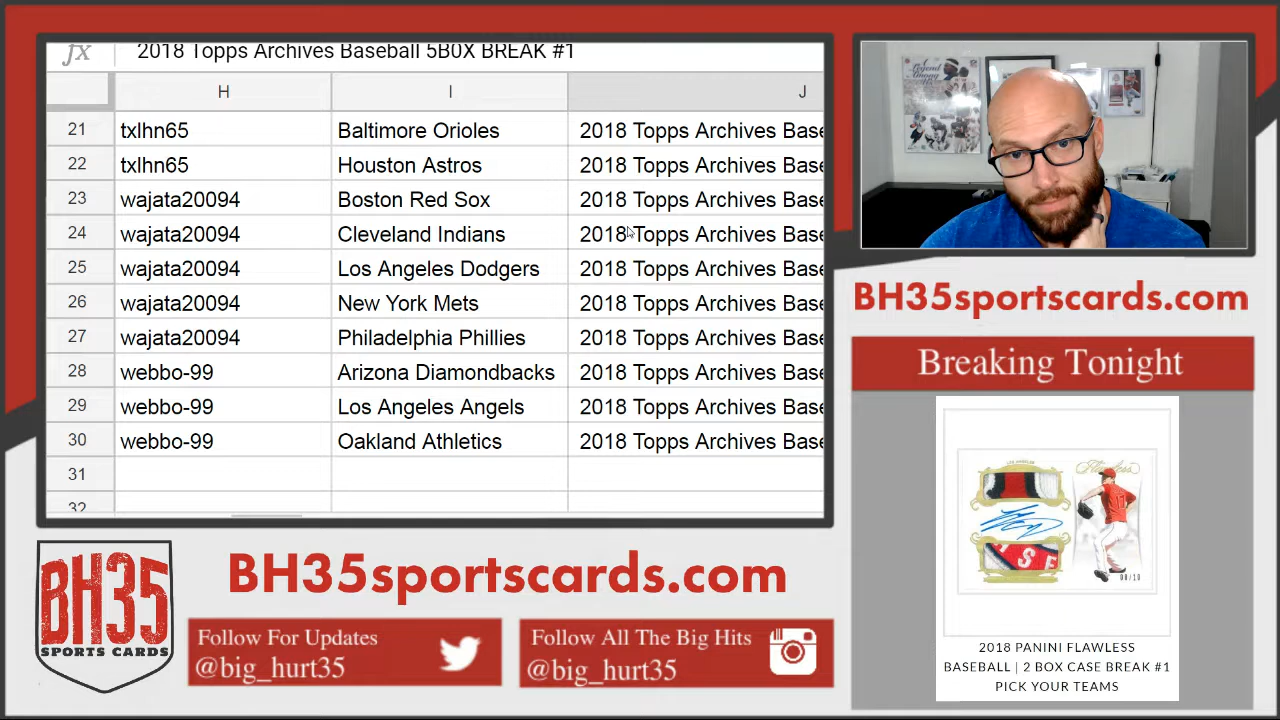 fx 2018 Topps Archives Baseball 5B0X BREAK #1
H I J
21 txlhn65 Baltimore Orioles 2018 Topps Archives Base
22 txlhn65 Houston Astros 2018 Topps Archives Base
23 wajata20094 Boston Red Sox 2018 Topps Archives Base
24 wajata20094 Cleveland Indians 2018 Topps Archives Base
25 wajata20094 Los Angeles Dodgers 2018 Topps Archives Base
26 wajata20094 New York Mets 2018 Topps Archives Base
27 wajata20094 Philadelphia Phillies 2018 Topps Archives Base
28 webbo-99 Arizona Diamondbacks 2018 Topps Archives Base
29 webbo-99 Los Angeles Angels 2018 Topps Archives Base
30 webbo-99 Oakland Athletics 2018 Topps Archives Base
31
32
Legend
Among
BH35sportscards.com
Breaking Tonight
Flawless
2018 PANINI FLAWLESS
BASEBALL | 2 BOX CASE BREAK #1
PICK YOUR TEAMS
BH35
SPORTS CARDS
BH35sportscards.com
Follow For Updates
@big_hurt35
Follow All The Big Hits
@big_hurt35